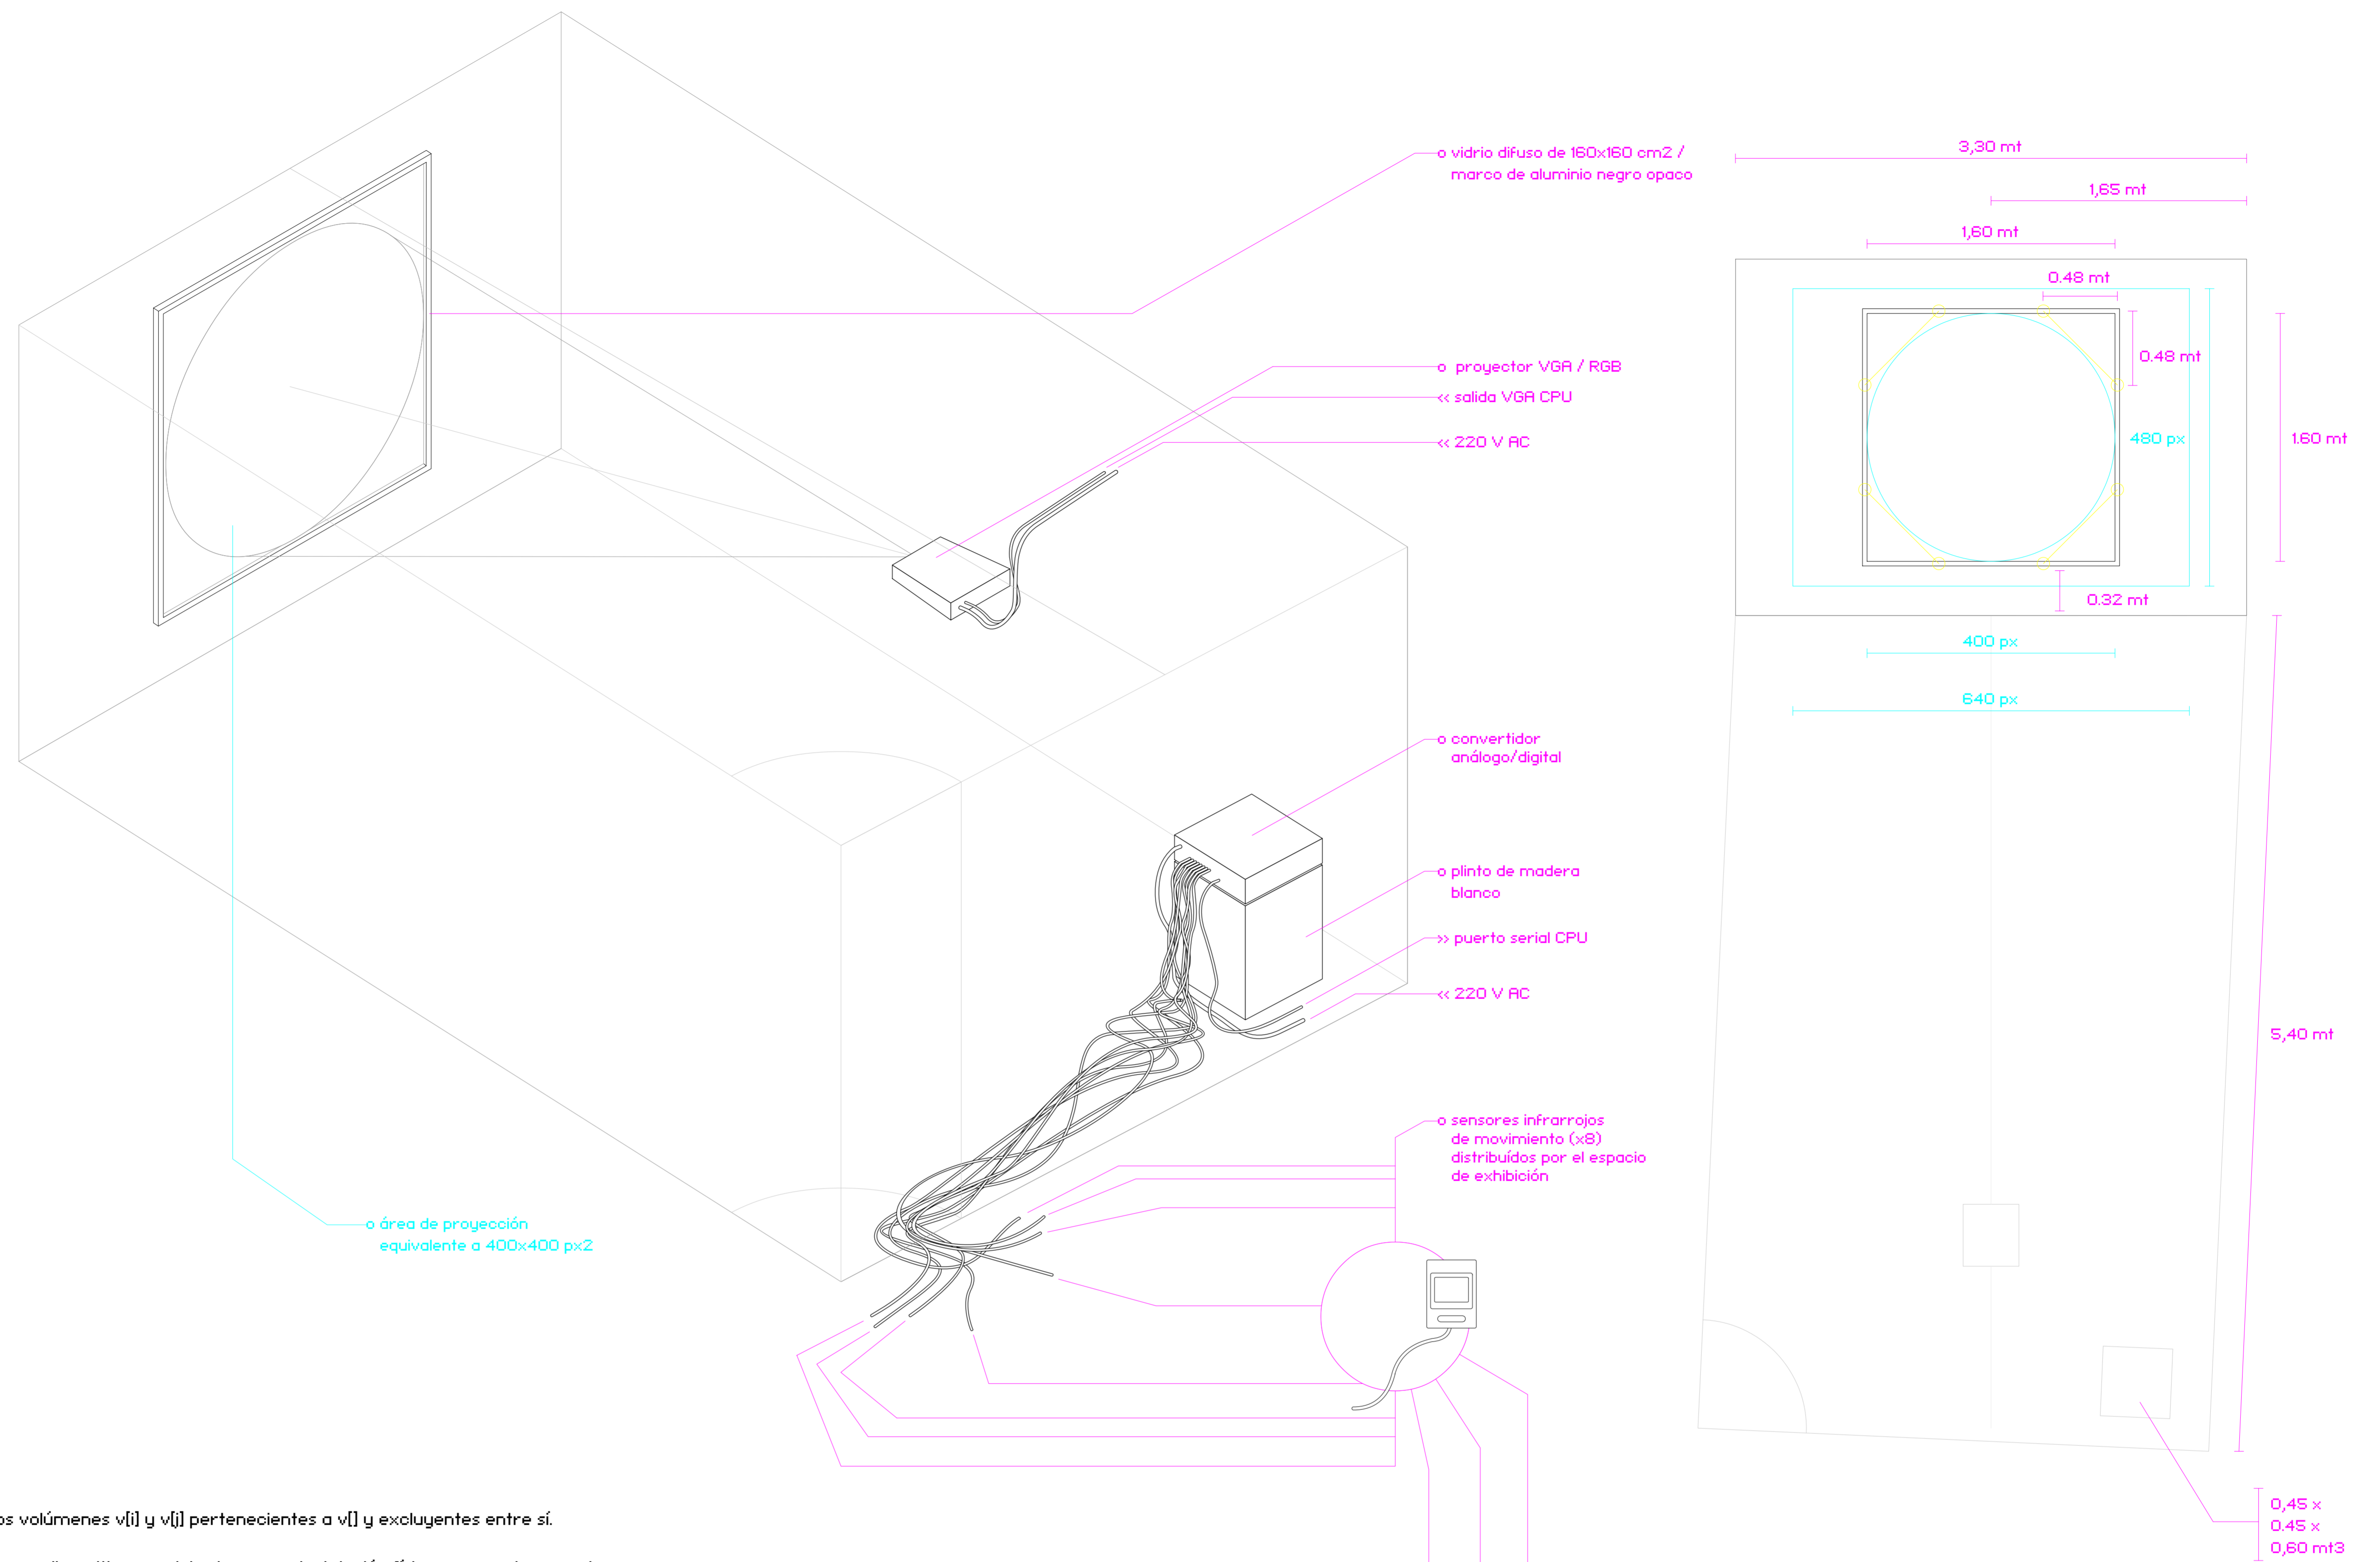 o vidrio difuso de 160x160 cm2 /
marco de aluminio negro opaco
o proyector VGA / RGB
<< salida VGA CPU
<< 220 V AC
o convertidor
análogo/digital
o plinto de madera
blanco
>> puerto serial CPU
<< 220 V AC
o sensores infrarrojos
de movimiento (x8)
distribuídos por el espacio
de exhibición
o área de proyección
equivalente a 400x400 px2
3,30 mt
1,65 mt
1,60 mt
0.48 mt
0.48 mt
480 px
1.60 mt
0.32 mt
400 px
640 px
5,40 mt
0,45 x
0.45 x
0,60 mt3
os volúmenes v[i] y v[j] pertenecientes a v[] y excluyentes entre sí.